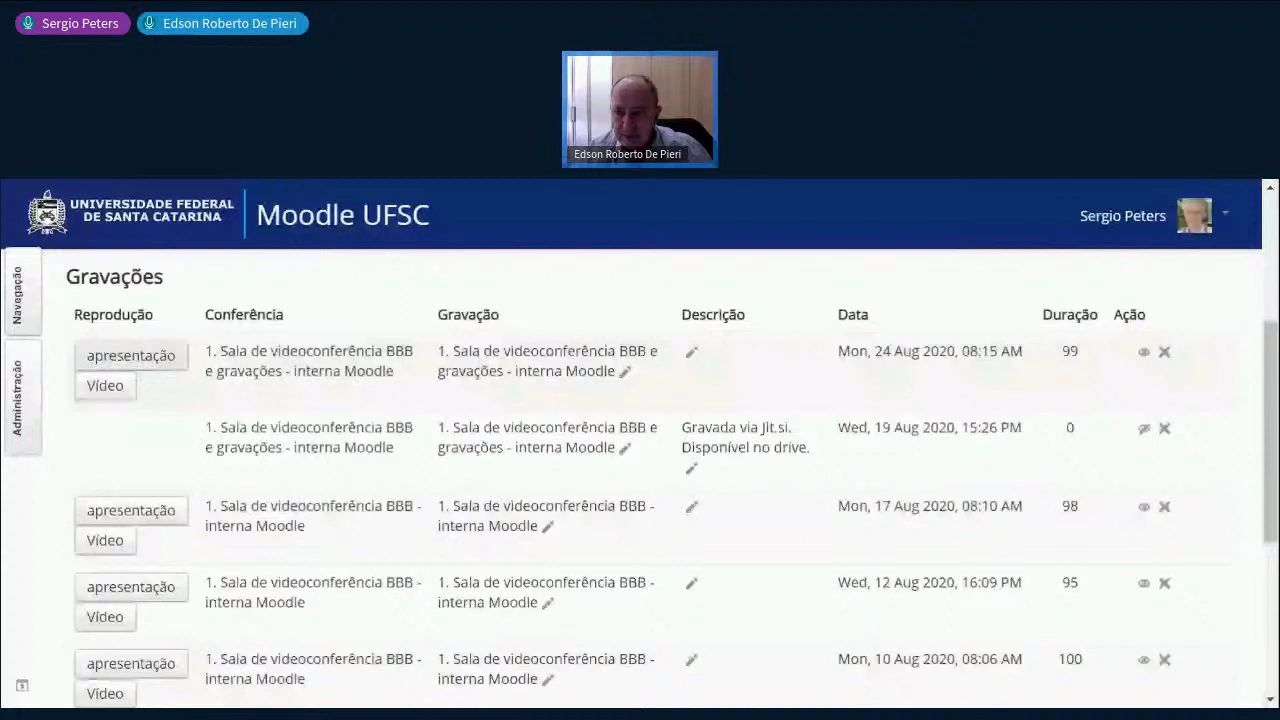 Sergio Peters
Edson Roberto De Pieri
Edson Roberto De Pieri
UNIVERSIDADE FEDERAL
DE SANTA CATARINA
Moodle UFSC
Sergio Peters
Navegação
Administração
Gravações
Reprodução Conferência Gravação Descrição Data Duração Ação
apresentação 1. Sala de videoconferência BBB 1. Sala de videoconferência BBB e Mon, 24 Aug 2020, 08:15 AM 99
e gravações - interna Moodle gravações - interna Moodle
Vídeo
1. Sala de videoconferência BBB 1. Sala de videoconferência BBB e Gravada via Jit.si. Wed, 19 Aug 2020, 15:26 PM 0
e gravações - interna Moodle gravações - interna Moodle Disponível no drive.
apresentação 1. Sala de videoconferência BBB - 1. Sala de videoconferência BBB - Mon, 17 Aug 2020, 08:10 AM 98
interna Moodle interna Moodle
Vídeo
apresentação 1. Sala de videoconferência BBB - 1. Sala de videoconferência BBB - Wed, 12 Aug 2020, 16:09 PM 95
interna Moodle interna Moodle
Vídeo
apresentação 1. Sala de videoconferência BBB - 1. Sala de videoconferência BBB - Mon, 10 Aug 2020, 08:06 AM 100
interna Moodle interna Moodle
Vídeo